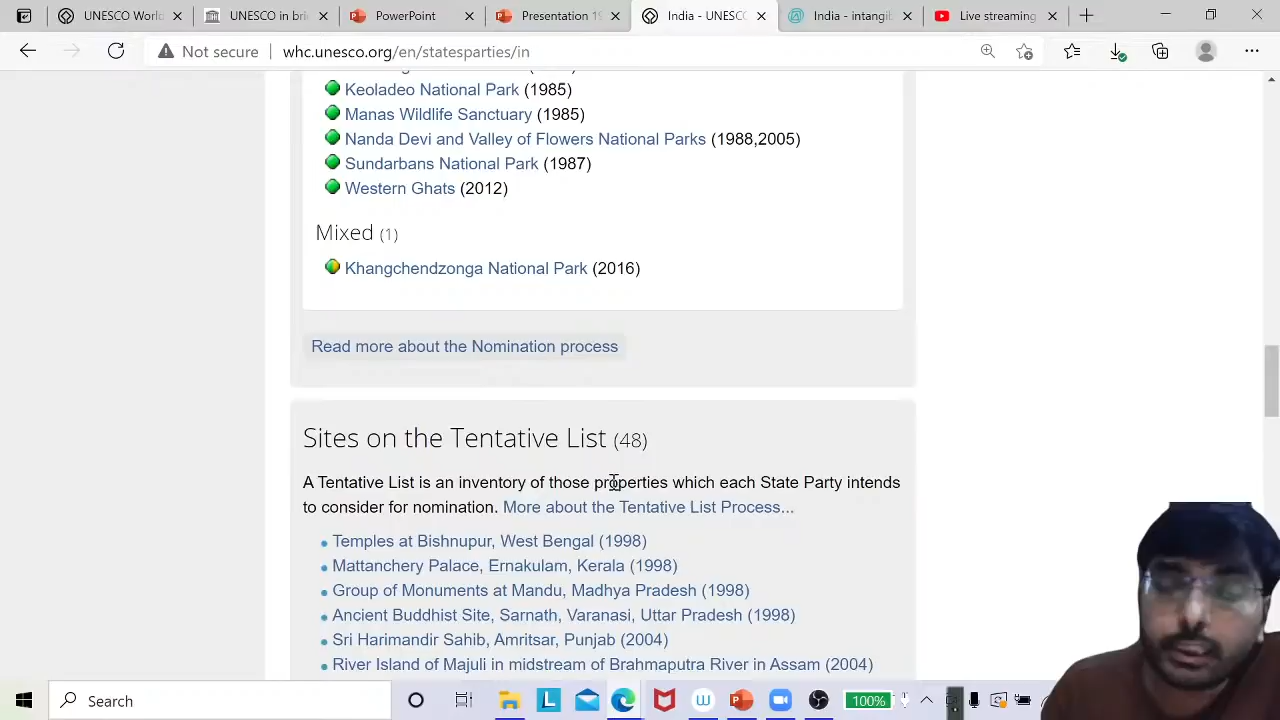 UNESCO World
UNESCO in bri
PowerPoint
Presentation 1
India - UNESC
India - intangil
Live streaming
Not secure
whc.unesco.org/en/statesparties/in
Keoladeo National Park (1985)
Manas Wildlife Sanctuary (1985)
Nanda Devi and Valley of Flowers National Parks (1988,2005)
Sundarbans National Park (1987)
Western Ghats (2012)
Mixed (1)
Khangchendzonga National Park (2016)
Read more about the Nomination process
Sites on the Tentative List (48)
A Tentative List is an inventory of those properties which each State Party intends
to consider for nomination. More about the Tentative List Process...
Temples at Bishnupur, West Bengal (1998)
Mattanchery Palace, Ernakulam, Kerala (1998)
Group of Monuments at Mandu, Madhya Pradesh (1998)
Ancient Buddhist Site, Sarnath, Varanasi, Uttar Pradesh (1998)
Sri Harimandir Sahib, Amritsar, Punjab (2004)
River Island of Majuli in midstream of Brahmaputra River in Assam (2004)
Search
100%